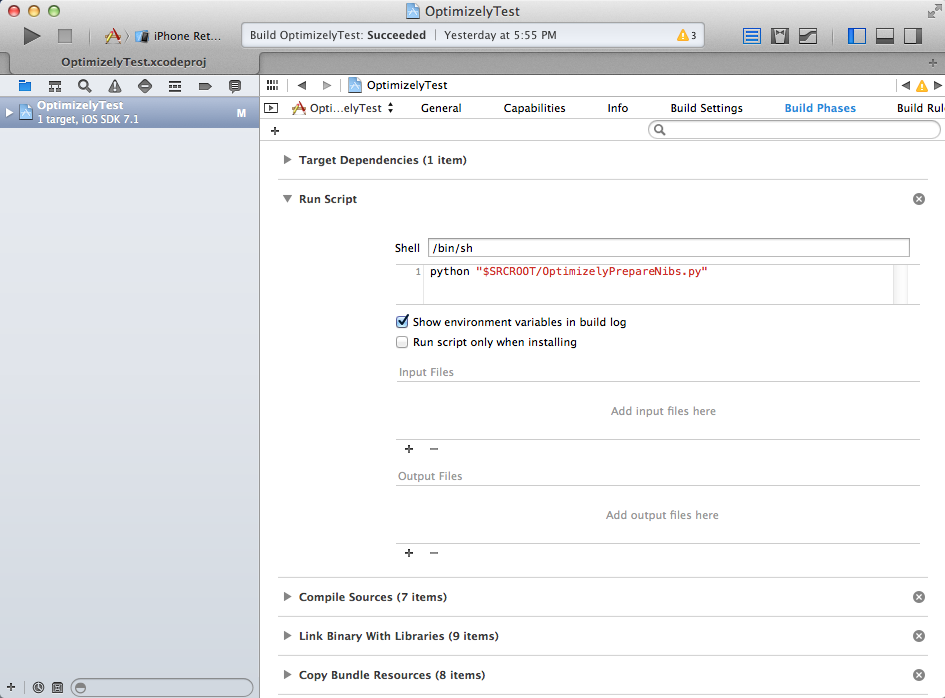 OptimizelyTest
iPhone Ret...
Build OptimizelyTest: Succeeded | Yesterday at 5:55 PM
3
OptimizelyTest.xcodeproj
OptimizelyTest
1 target, iOS SDK 7.1
M
OptimizelyTest
Opti...elyTest
General
Capabilities
Info
Build Settings
Build Phases
Build Rul
Target Dependencies (1 item)
Run Script
Shell
/bin/sh
1 python "$SRCROOT/OptimizelyPrepareNibs.py"
Show environment variables in build log
Run script only when installing
Input Files
Add input files here
Output Files
Add output files here
Compile Sources (7 items)
Link Binary With Libraries (9 items)
Copy Bundle Resources (8 items)